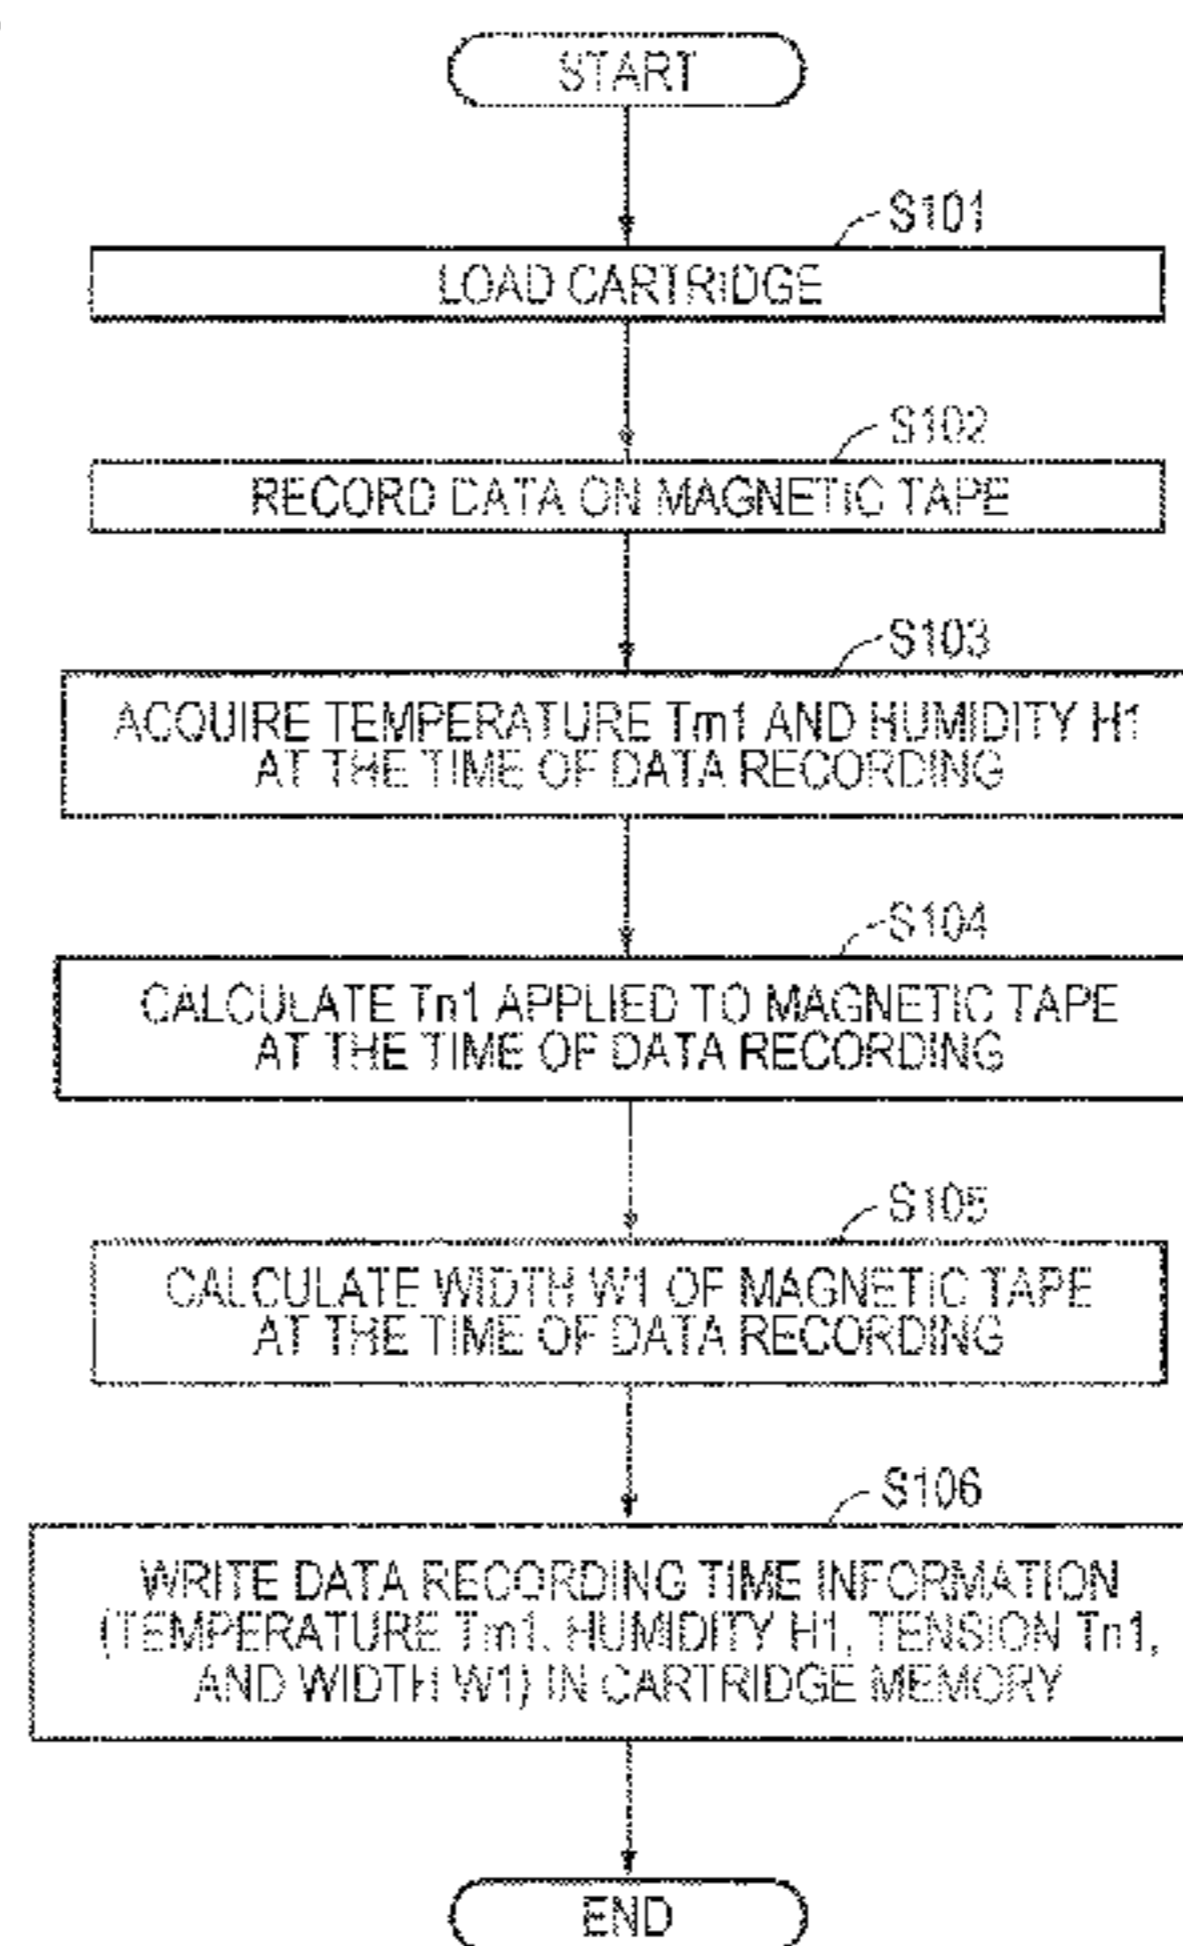 START
S101
LOAD CARTRIDGE
S102
RECORD DATA ON MAGNETIC TAPE
S103
ACQUIRE TEMPERATURE Tm1 AND HUMIDITY H1
AT THE TIME OF DATA RECORDING
S104
CALCULATE Tn1 APPLIED TO MAGNETIC TAPE
AT THE TIME OF DATA RECORDING
S105
CALCULATE WIDTH W1 OF MAGNETIC TAPE
AT THE TIME OF DATA RECORDING
S106
WRITE DATA RECORDING TIME INFORMATION
(TEMPERATURE Tm1, HUMIDITY H1, TENSION Tn1,
AND WIDTH W1) IN CARTRIDGE MEMORY
END